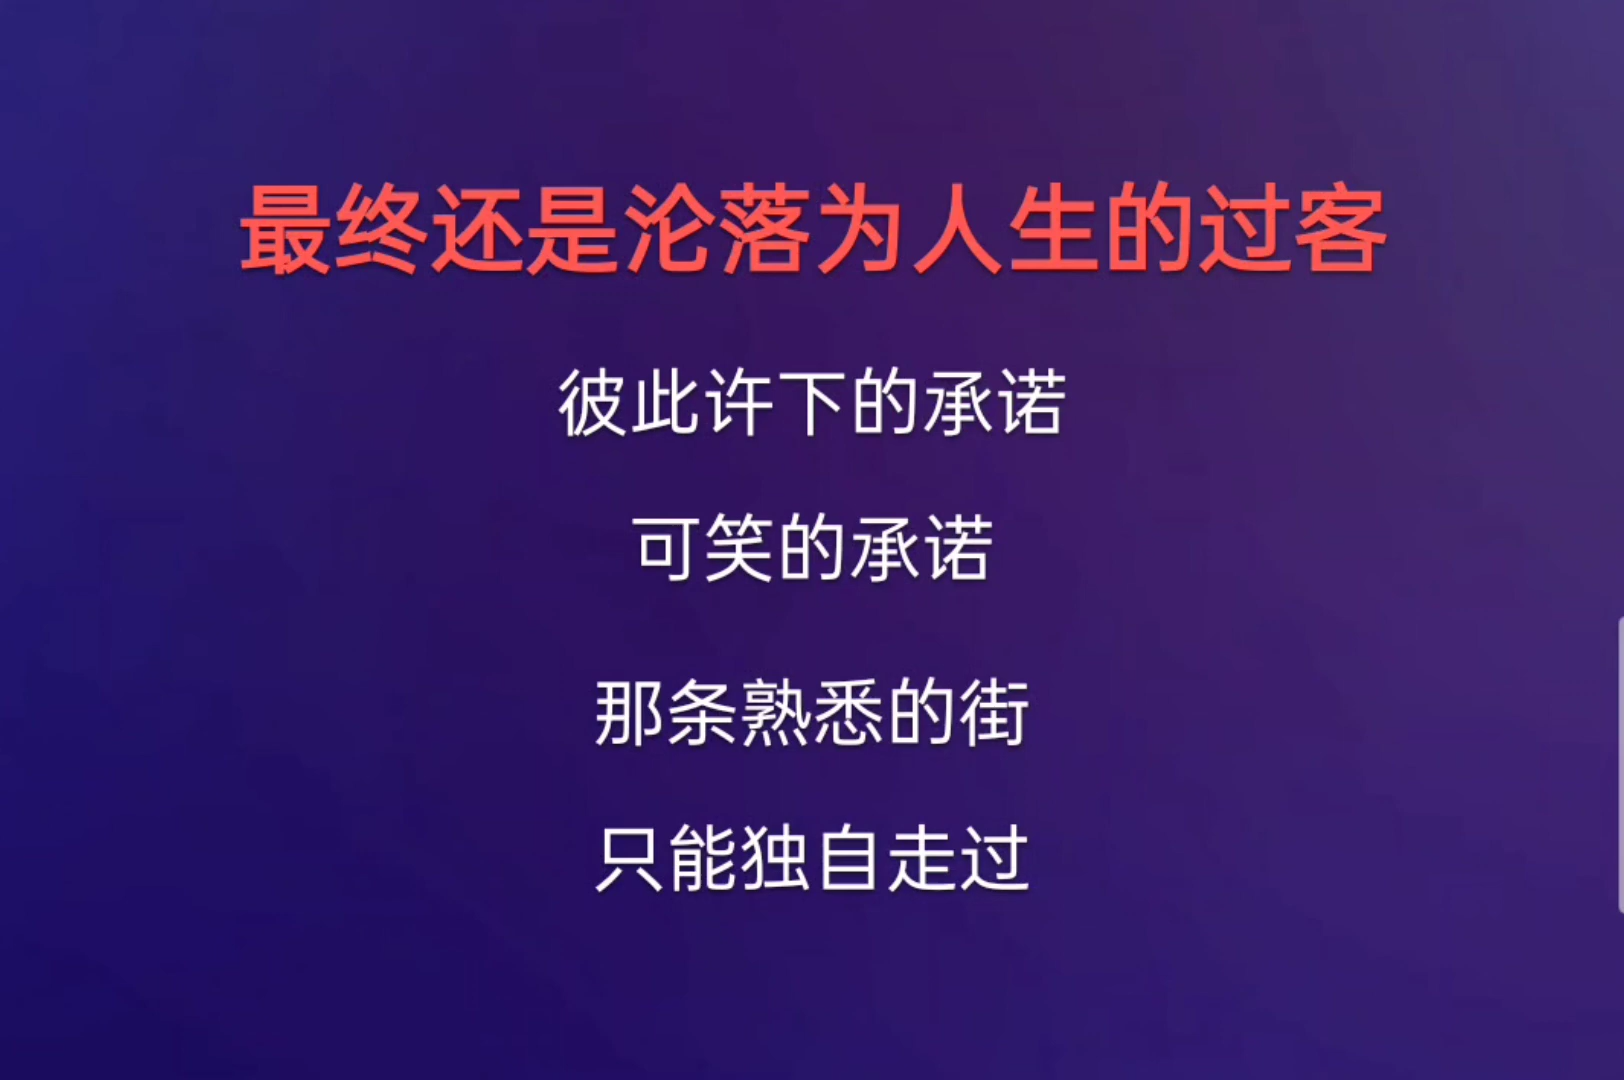 最终还是沦落为人生的过客
彼此许下的承诺
可笑的承诺
那条熟悉的街
只能独自走过